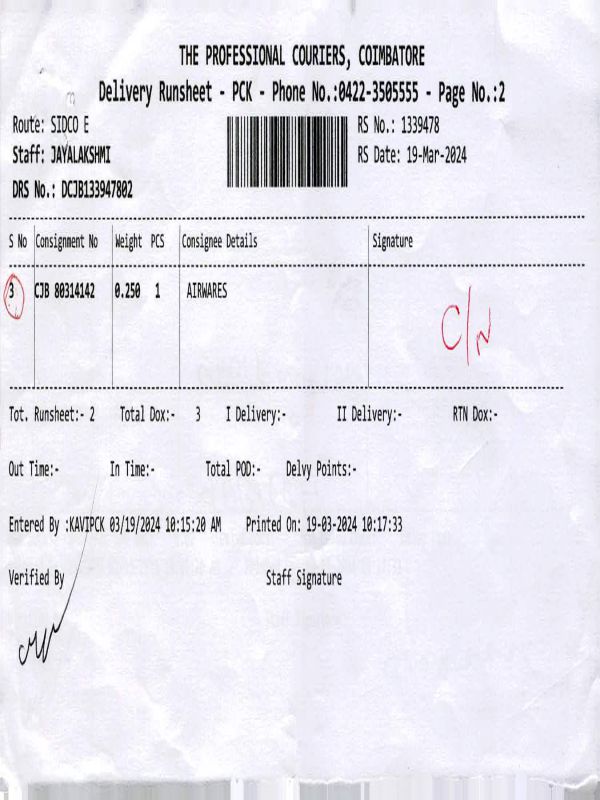 THE PROFESSIONAL COURIERS, COIMBATORE
Delivery Runsheet - PCK - Phone No.:0422-3505555 - Page No.:2
Route: SIDCO E
RS No.: 1339478
Staff: JAYALAKSHMI
RS Date: 19-Mar-2024
DRS No.: DCJB133947802
S No Consignment No Weight PCS Consignee Details Signature
3 CJB 80314142 0.250 1 AIRWARES
C/N
Tot. Runsheet:- 2 Total Dox:- 3 I Delivery:- II Delivery:- RTN Dox:-
Out Time:- In Time:- Total POD:- Delvy Points:-
Entered By :KAVIPCK 03/19/2024 10:15:20 AM Printed On: 19-03-2024 10:17:33
Verified By Staff Signature